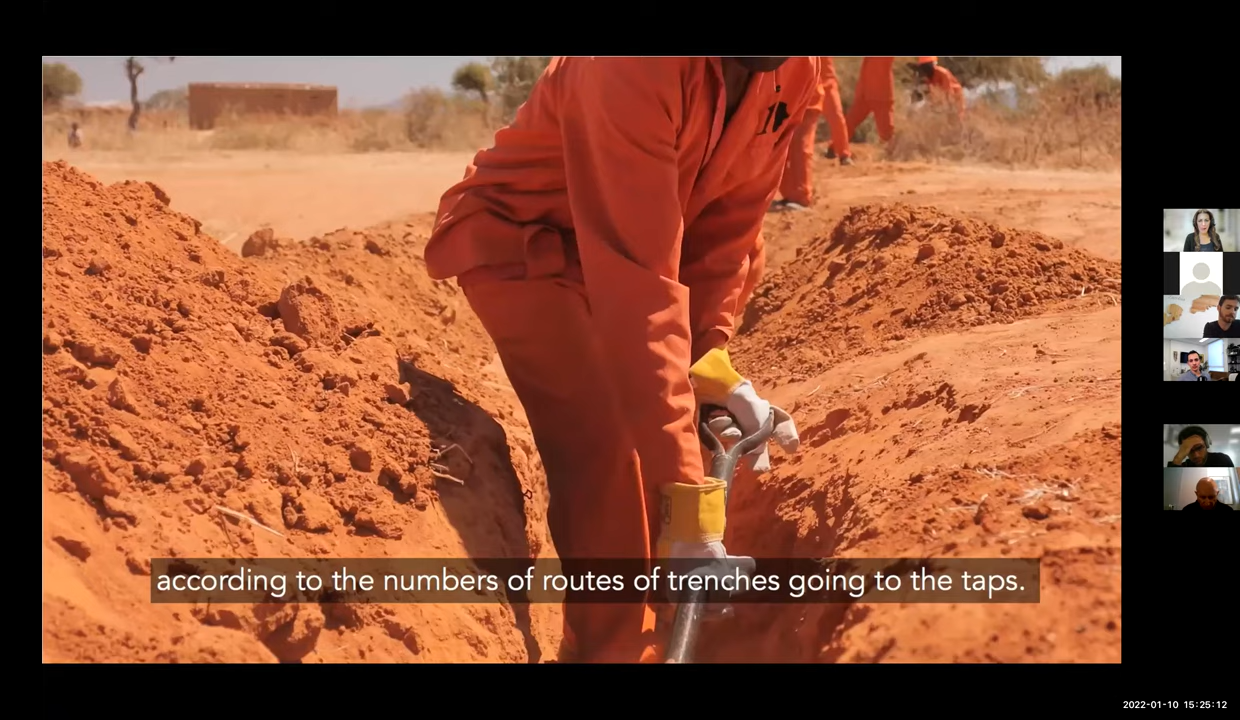 according to the numbers of routes of trenches going to the taps.
2022-01-10 15:25:12